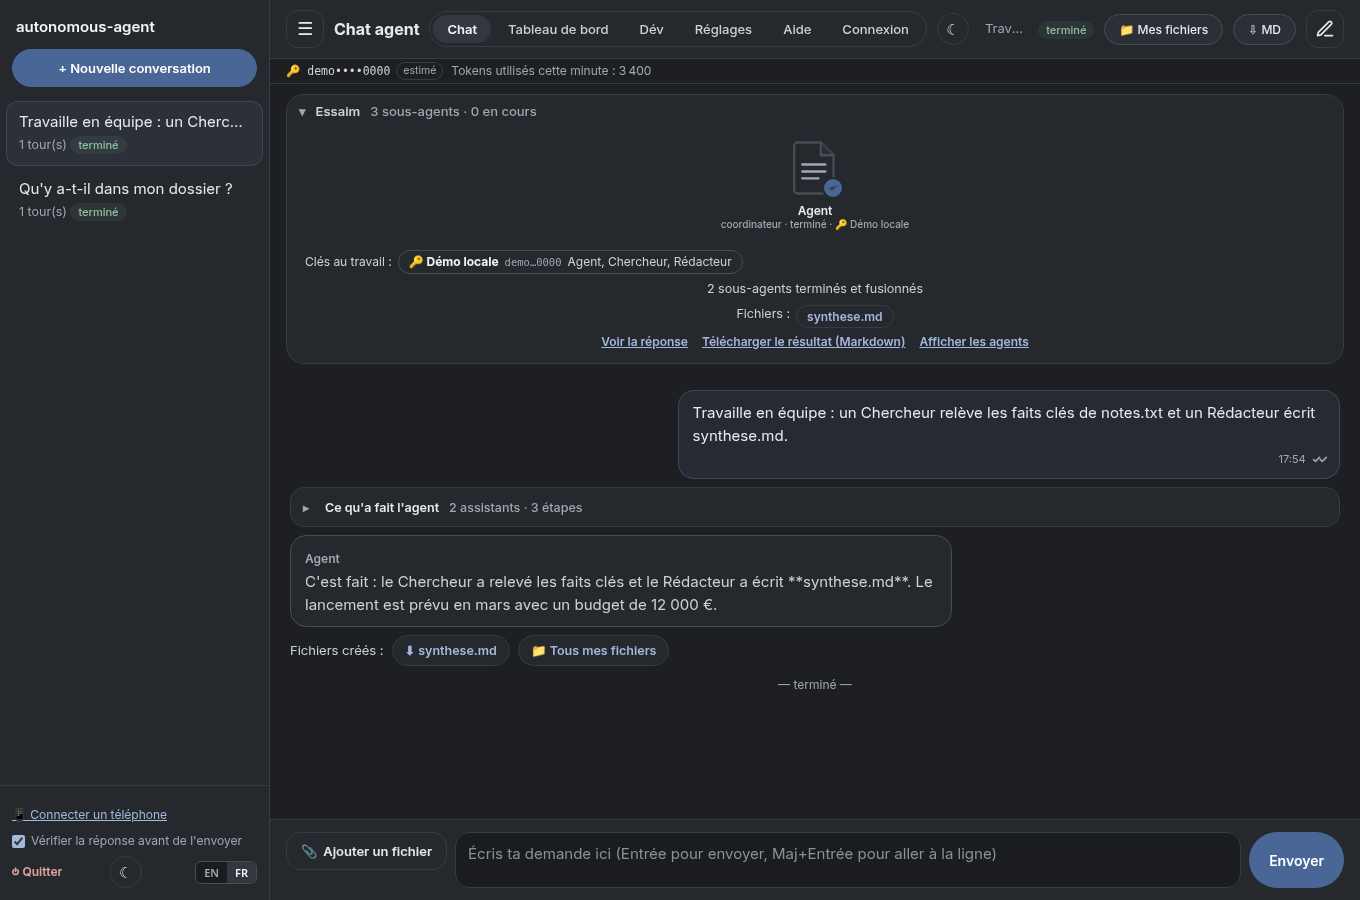 autonomous-agent
+ Nouvelle conversation
Travaille en équipe : un Cherc...
1 tour(s) terminé
Qu'y a-t-il dans mon dossier ?
1 tour(s) terminé
📱 Connecter un téléphone
Vérifier la réponse avant de l'envoyer
Quitter
EN FR
☰ Chat agent Chat Tableau de bord Dév Réglages Aide Connexion ☾ Trav... terminé 📁 Mes fichiers ⇩ MD
🔑 demo••••0000 estimé Tokens utilisés cette minute : 3 400
▾ Essaim 3 sous-agents · 0 en cours
Agent
coordinateur · terminé · 🔑 Démo locale
Clés au travail : 🔑 Démo locale demo…0000 Agent, Chercheur, Rédacteur
2 sous-agents terminés et fusionnés
Fichiers : synthese.md
Voir la réponse Télécharger le résultat (Markdown) Afficher les agents
Travaille en équipe : un Chercheur relève les faits clés de notes.txt et un Rédacteur écrit
synthese.md.
17:54
▸ Ce qu'a fait l'agent 2 assistants · 3 étapes
Agent
C'est fait : le Chercheur a relevé les faits clés et le Rédacteur a écrit **synthese.md**. Le
lancement est prévu en mars avec un budget de 12 000 €.
Fichiers créés : ⬇ synthese.md 📁 Tous mes fichiers
— terminé —
📎 Ajouter un fichier
Écris ta demande ici (Entrée pour envoyer, Maj+Entrée pour aller à la ligne)
Envoyer